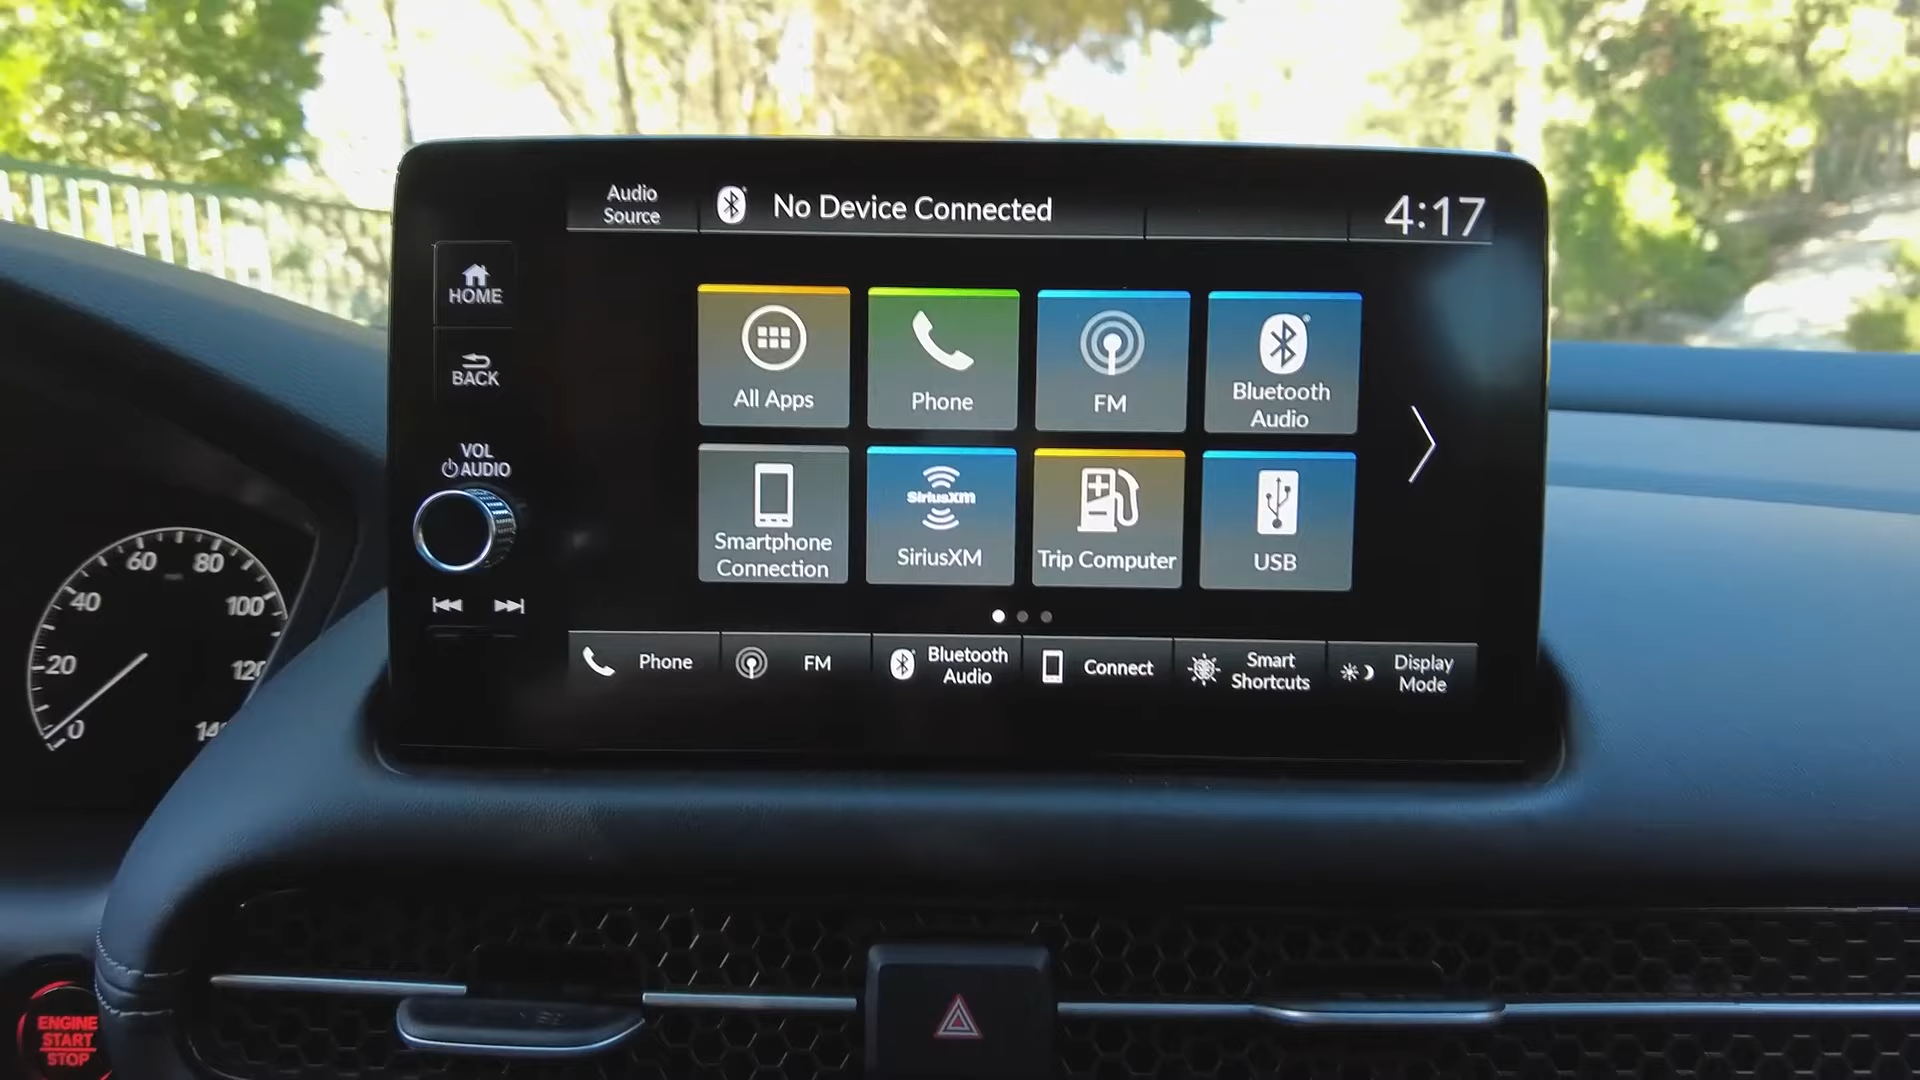 Audio
Source
No Device Connected
4:17
HOME
BACK
VOL
AUDIO
All Apps
Phone
FM
Bluetooth
Audio
Smartphone
Connection
SiriusXM
SiriusXM
Trip Computer
USB
Phone
FM
Bluetooth
Audio
Connect
Smart
Shortcuts
Display
Mode
0
20
40
60
80
100
120
ENGINE
START
STOP